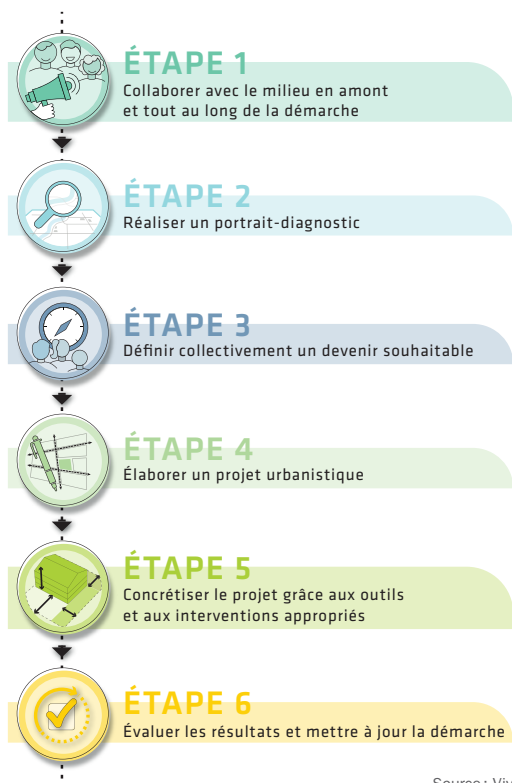 ÉTAPE 1
Collaborer avec le milieu en amont
et tout au long de la démarche
ÉTAPE 2
Réaliser un portrait-diagnostic
ÉTAPE 3
Définir collectivement un devenir souhaitable
ÉTAPE 4
Élaborer un projet urbanistique
ÉTAPE 5
Concrétiser le projet grâce aux outils
et aux interventions appropriés
ÉTAPE 6
Évaluer les résultats et mettre à jour la démarche